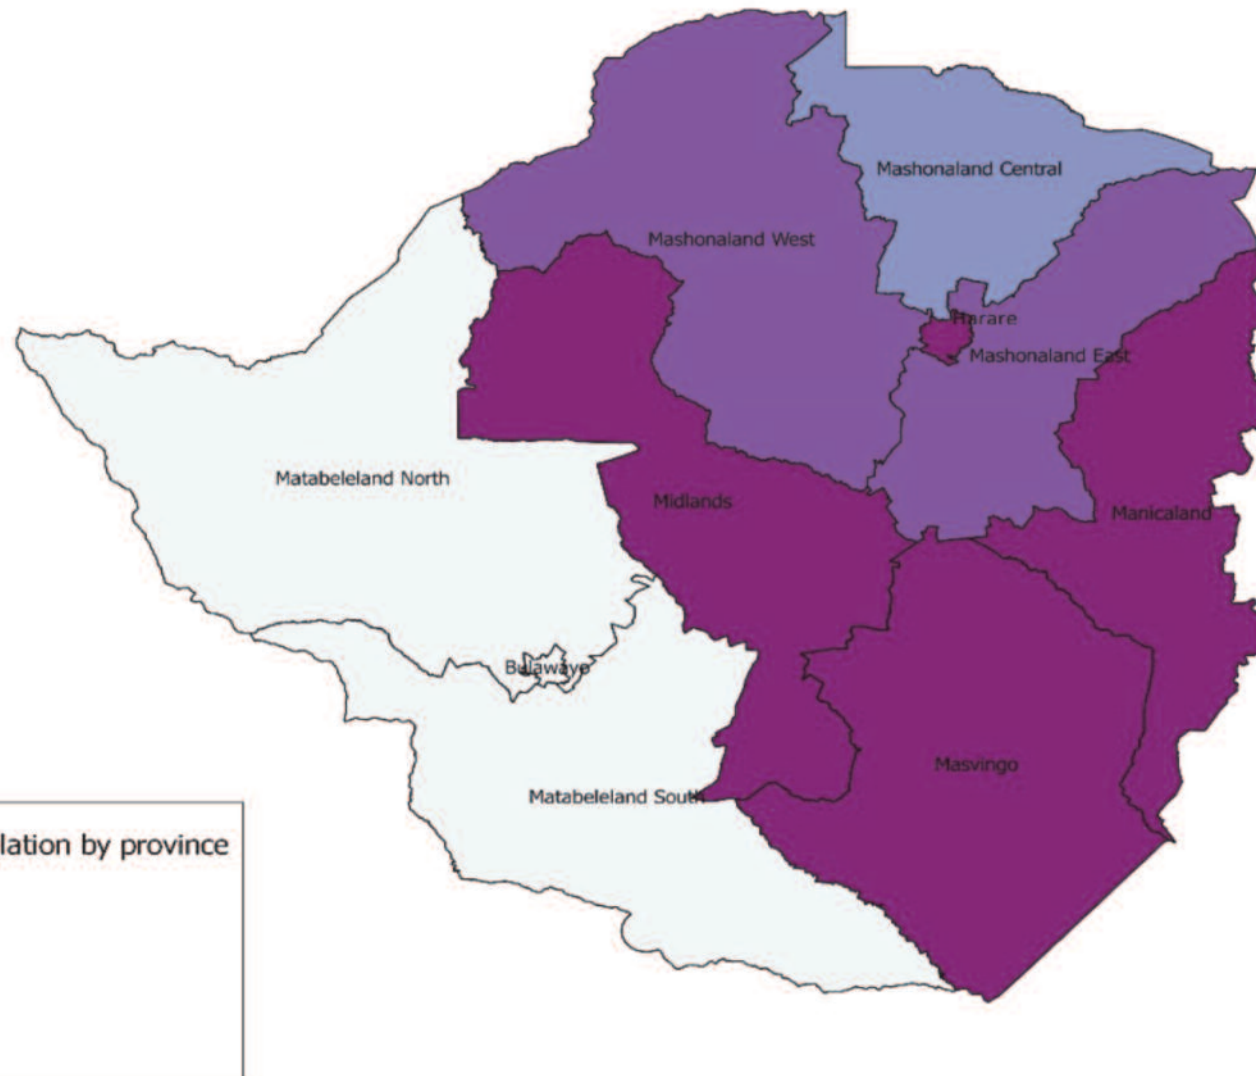 Mashonaland Central
Mashonaland West
Harare
Mashonaland East
Matabeleland North
Midlands
Manicaland
Bulawayo
Masvingo
Matabeleland South
lation by province